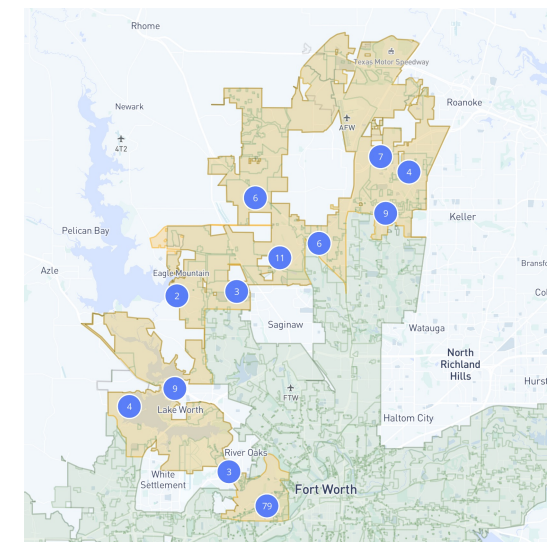 Rhome
Texas Motor Speedway
Newark
Roanoke
AFW
4T2
7
4
6
9
Keller
Pelican Bay
6
11
Bransf
Azle
Eagle Mountain
3
2
Col
Saginaw
Watauga
North
Richland
Hills
Hurst
9
FTW
4
Lake Worth
Haltom City
River Oaks
3
White
Settlement
Fort Worth
79